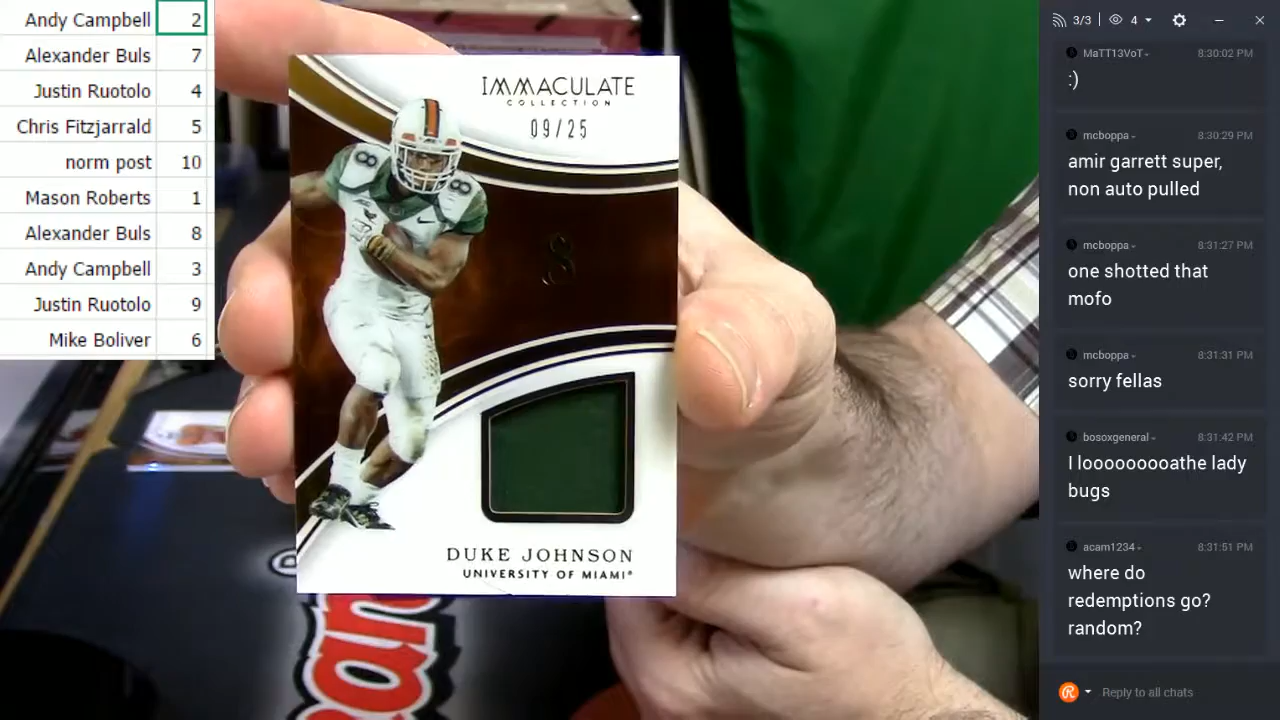 Andy Campbell 2
Alexander Buls 7
Justin Ruotolo 4
Chris Fitzjarrald 5
norm post 10
Mason Roberts 1
Alexander Buls 8
Andy Campbell 3
Justin Ruotolo 9
Mike Boliver 6
IMMACULATE
COLLECTION
09/25
8
8
8
DUKE JOHNSON
UNIVERSITY OF MIAMI®
3/3 4
MaTT13VoT 8:30:02 PM
:)
mcboppa 8:30:29 PM
amir garrett super,
non auto pulled
mcboppa 8:31:27 PM
one shotted that
mofo
mcboppa 8:31:31 PM
sorry fellas
bosoxgeneral 8:31:42 PM
I looooooooathe lady
bugs
acam1234 8:31:51 PM
where do
redemptions go?
random?
Reply to all chats